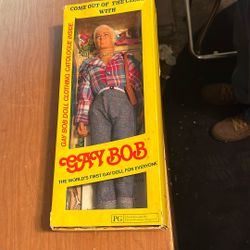 COME OUT OF THE CLOSET
WITH
GAY BOB DOLL CLOTHING CATALOGUE INSIDE
GAY BOB
THE WORLD'S FIRST GAY DOLL FOR EVERYONE
PG